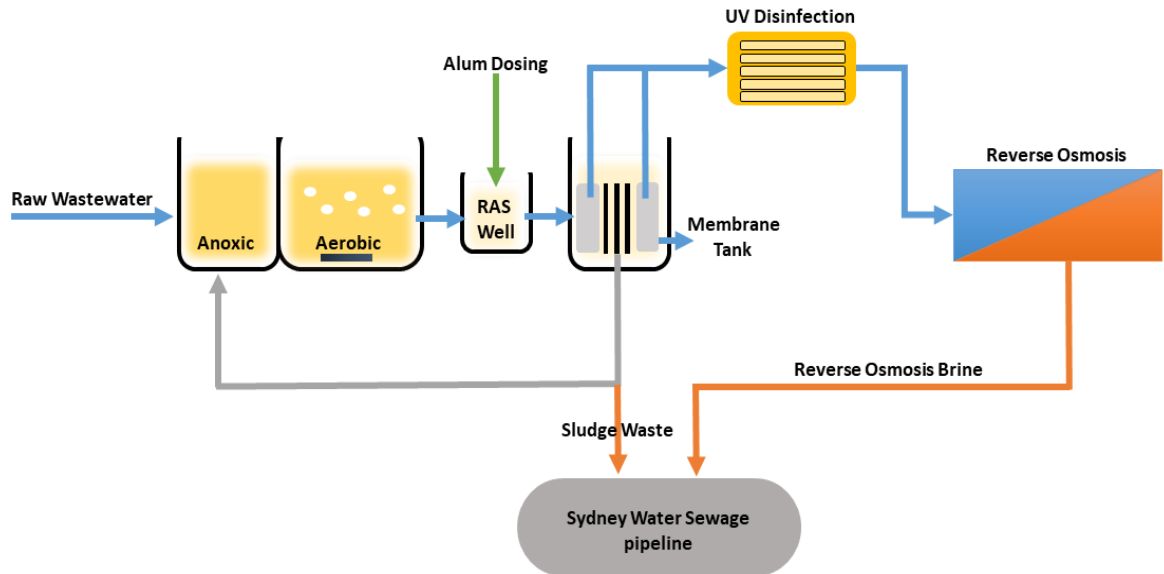 UV Disinfection
Alum Dosing
Reverse Osmosis
Raw Wastewater
RAS
Well
Anoxic
Aerobic
Membrane
Tank
Reverse Osmosis Brine
Sludge Waste
Sydney Water Sewage
pipeline